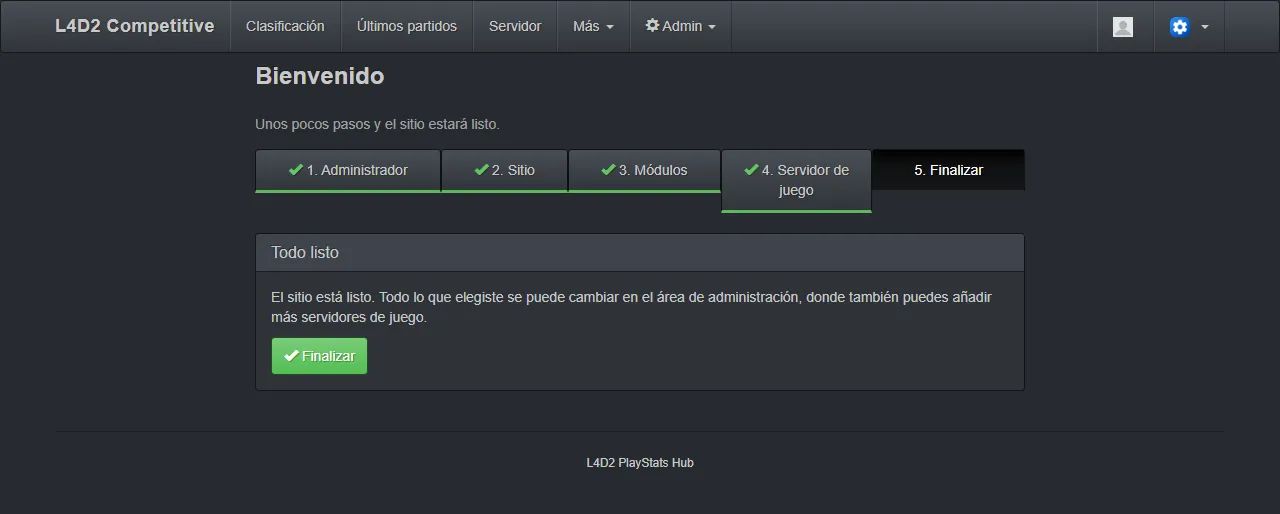 L4D2 Competitive Clasificación Últimos partidos Servidor Más Admin
Bienvenido
Unos pocos pasos y el sitio estará listo.
1. Administrador 2. Sitio 3. Módulos 4. Servidor de juego 5. Finalizar
Todo listo
El sitio está listo. Todo lo que elegiste se puede cambiar en el área de administración, donde también puedes añadir
más servidores de juego.
Finalizar
L4D2 PlayStats Hub